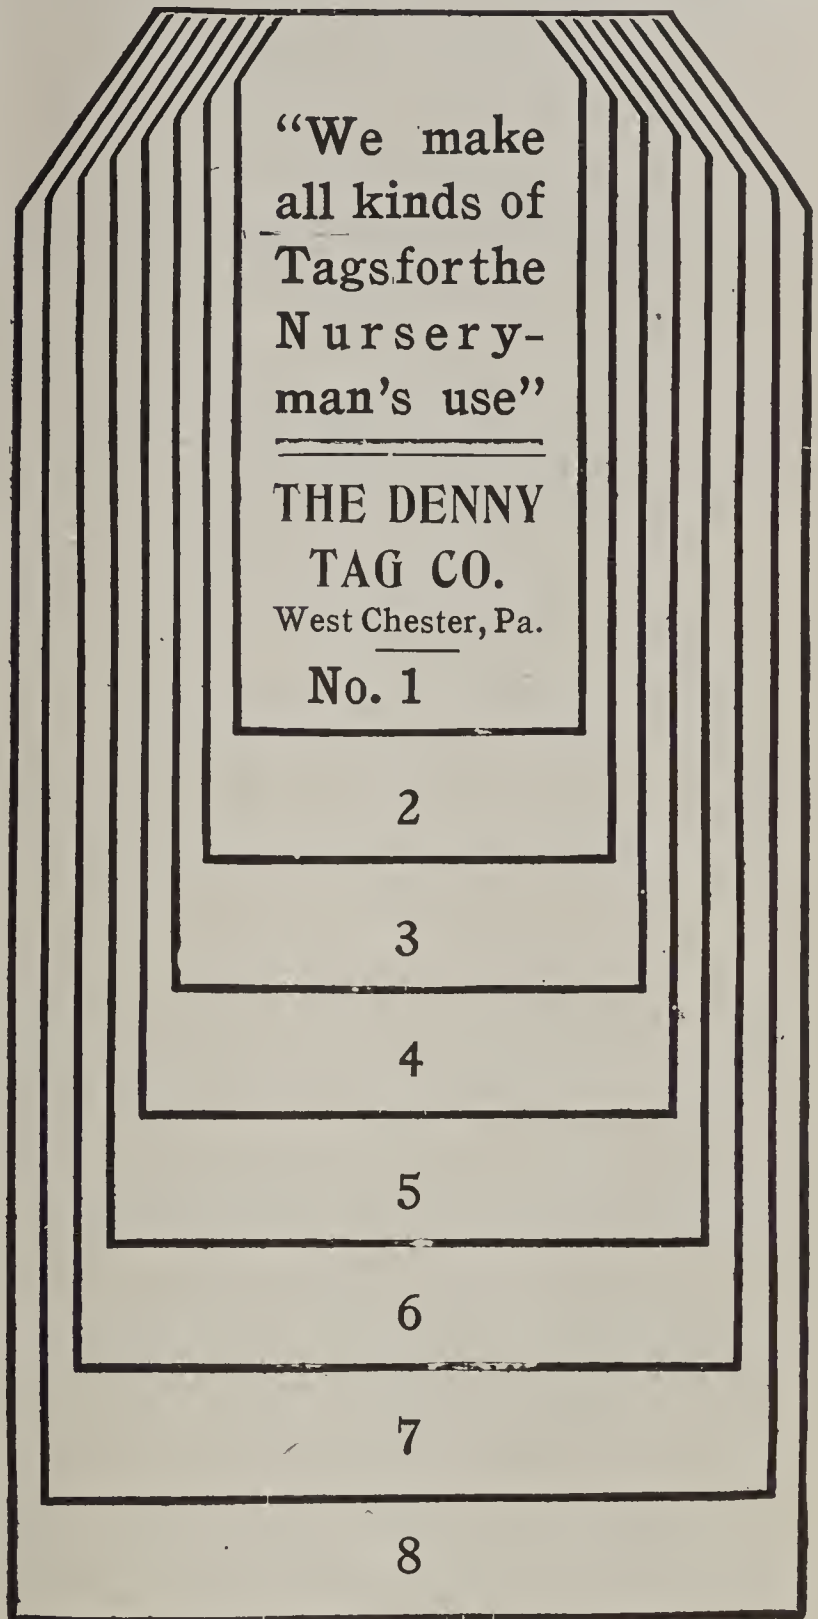 “We make
all kinds of
Tags for the
Nursery-
man’s use”
THE DENNY
TAG CO.
West Chester, Pa.
No. 1
2
3
4
5
6
7
8